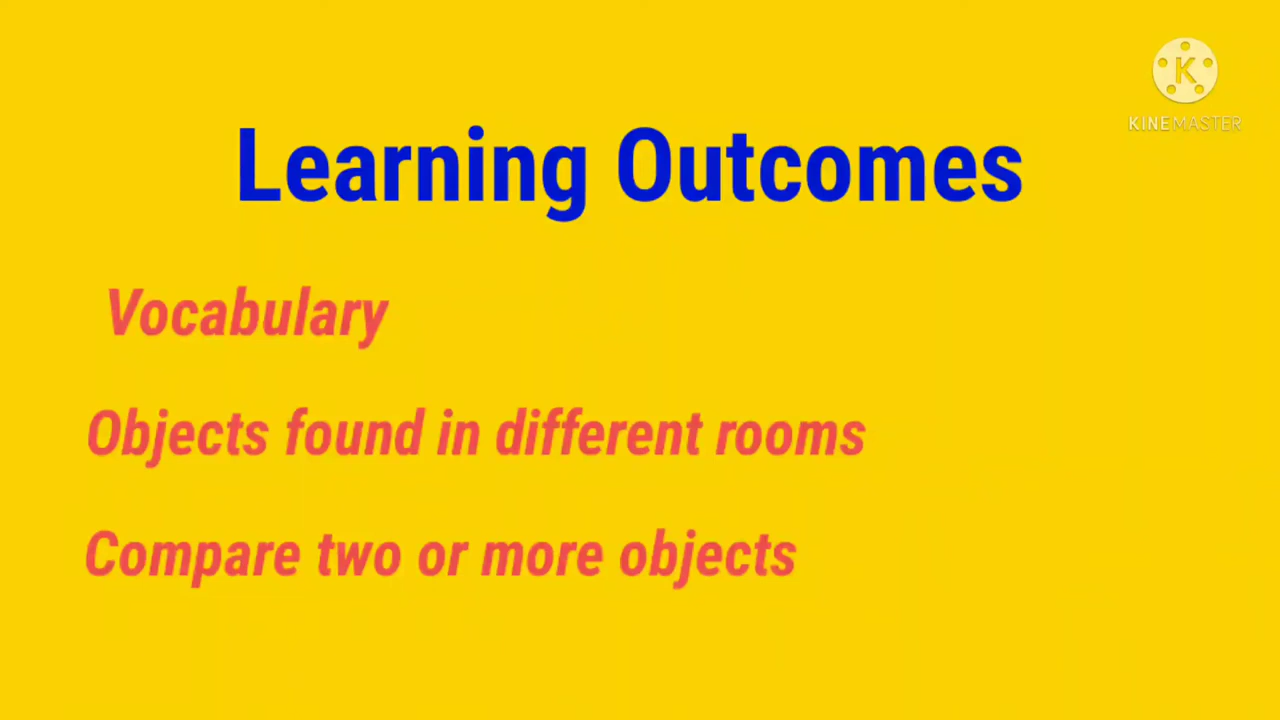 KINEMASTER
Learning Outcomes
Vocabulary
Objects found in different rooms
Compare two or more objects